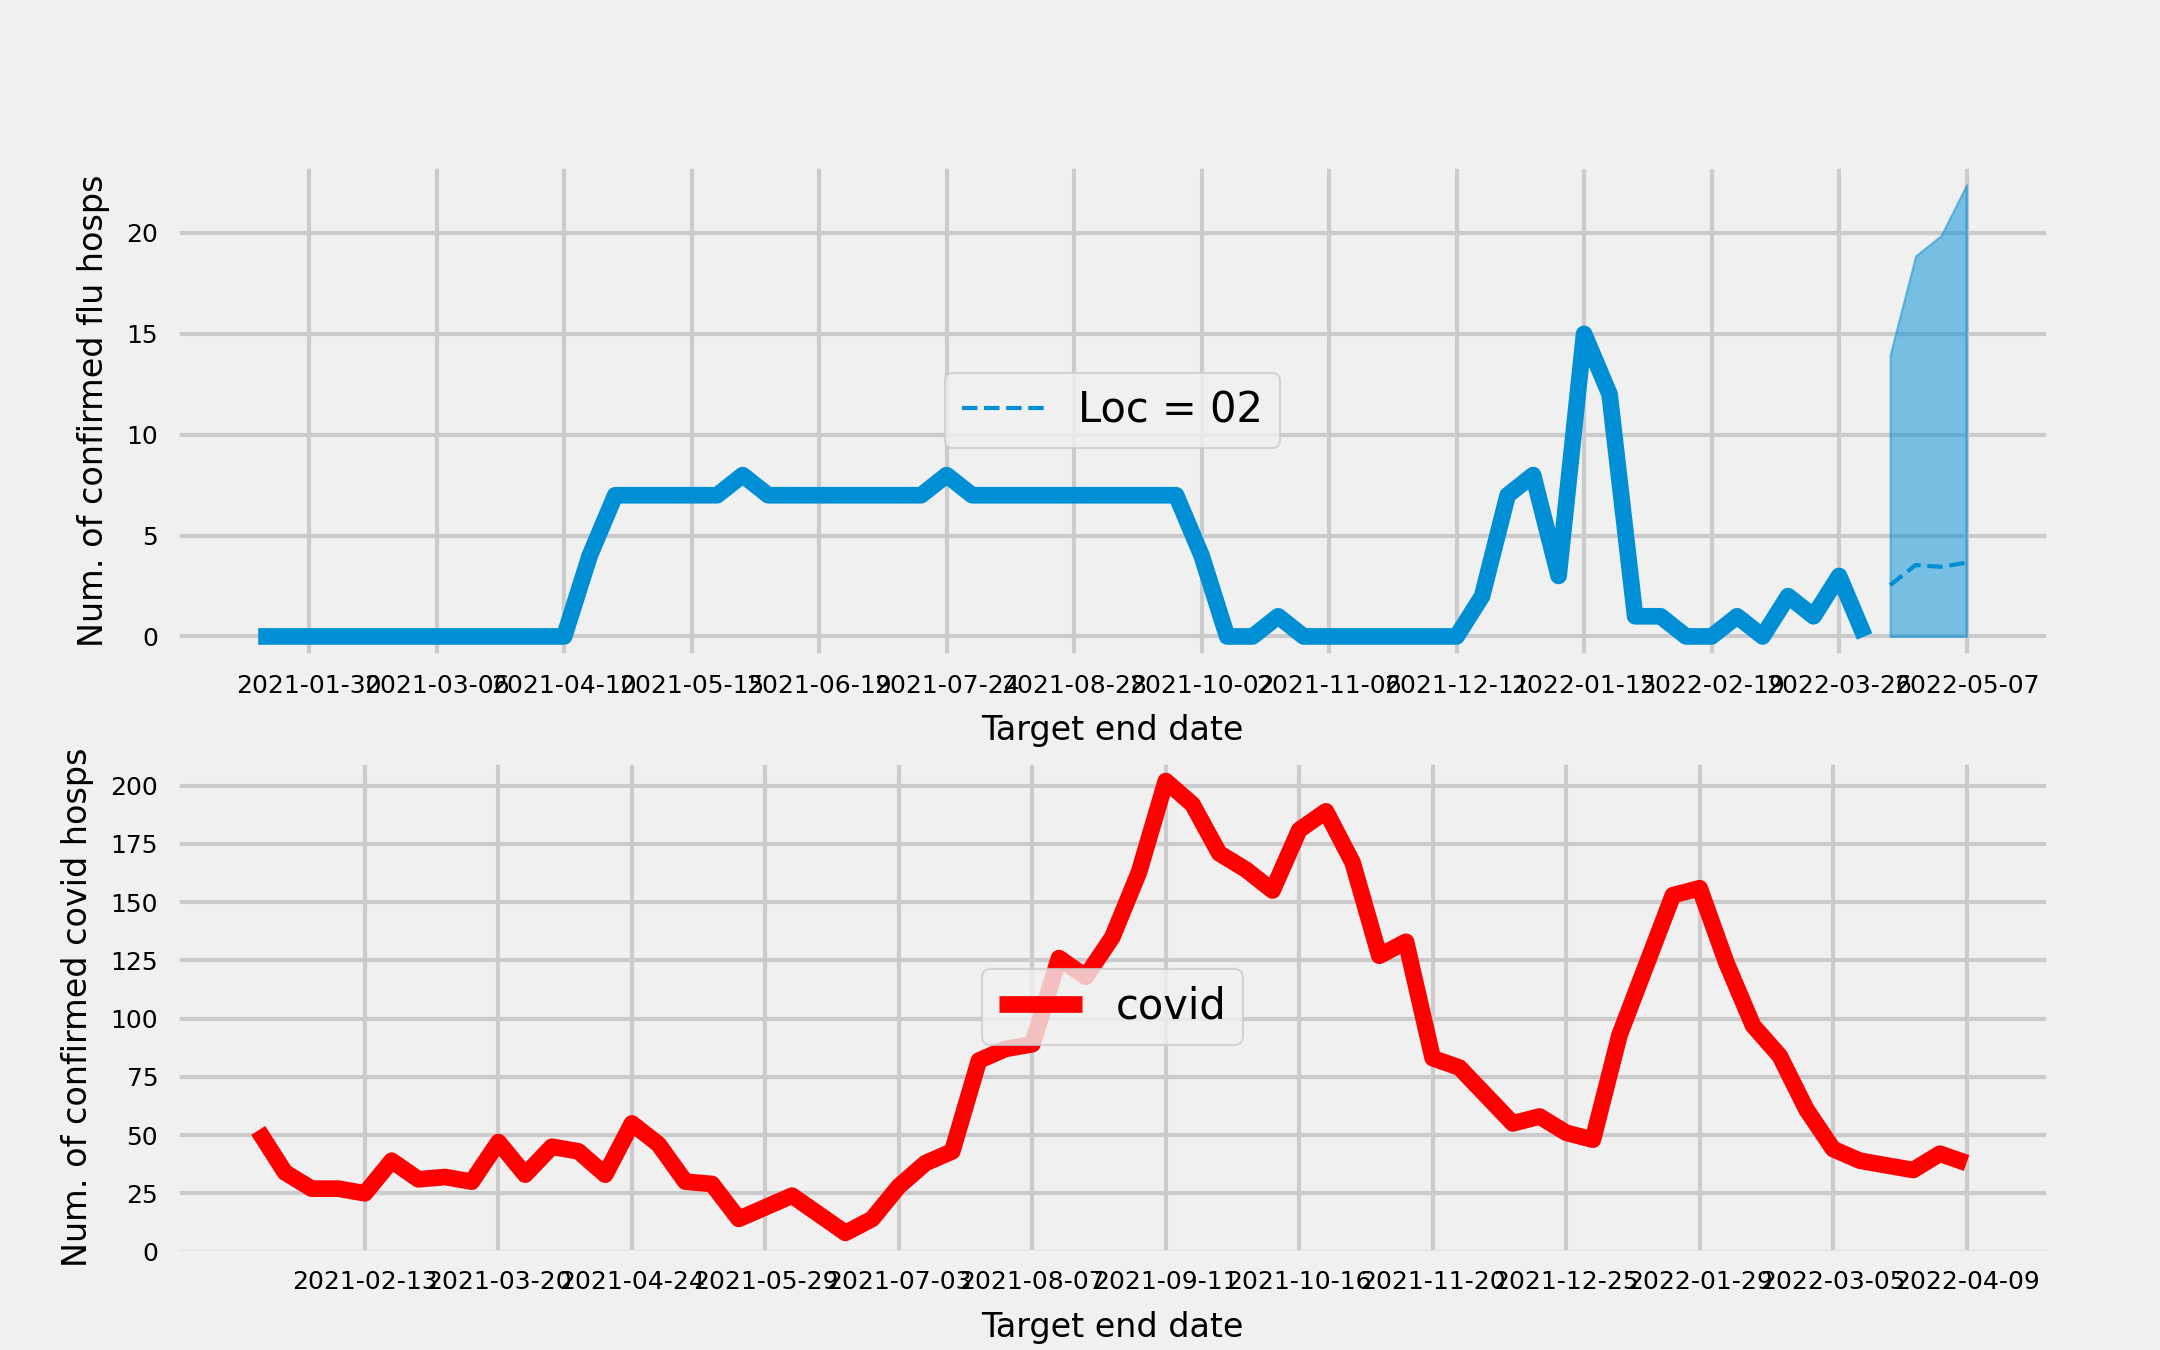 Num. of confirmed flu hosps
20
15
10
5
0
Loc = 02
2021-01-30 2021-03-06 2021-04-10 2021-05-15 2021-06-19 2021-07-24 2021-08-28 2021-10-02 2021-11-06 2021-12-11 2022-01-15 2022-02-19 2022-03-26 2022-05-07
Target end date
Num. of confirmed covid hosps
200
175
150
125
100
75
50
25
0
covid
2021-02-13 2021-03-20 2021-04-24 2021-05-29 2021-07-03 2021-08-07 2021-09-11 2021-10-16 2021-11-20 2021-12-25 2022-01-29 2022-03-05 2022-04-09
Target end date